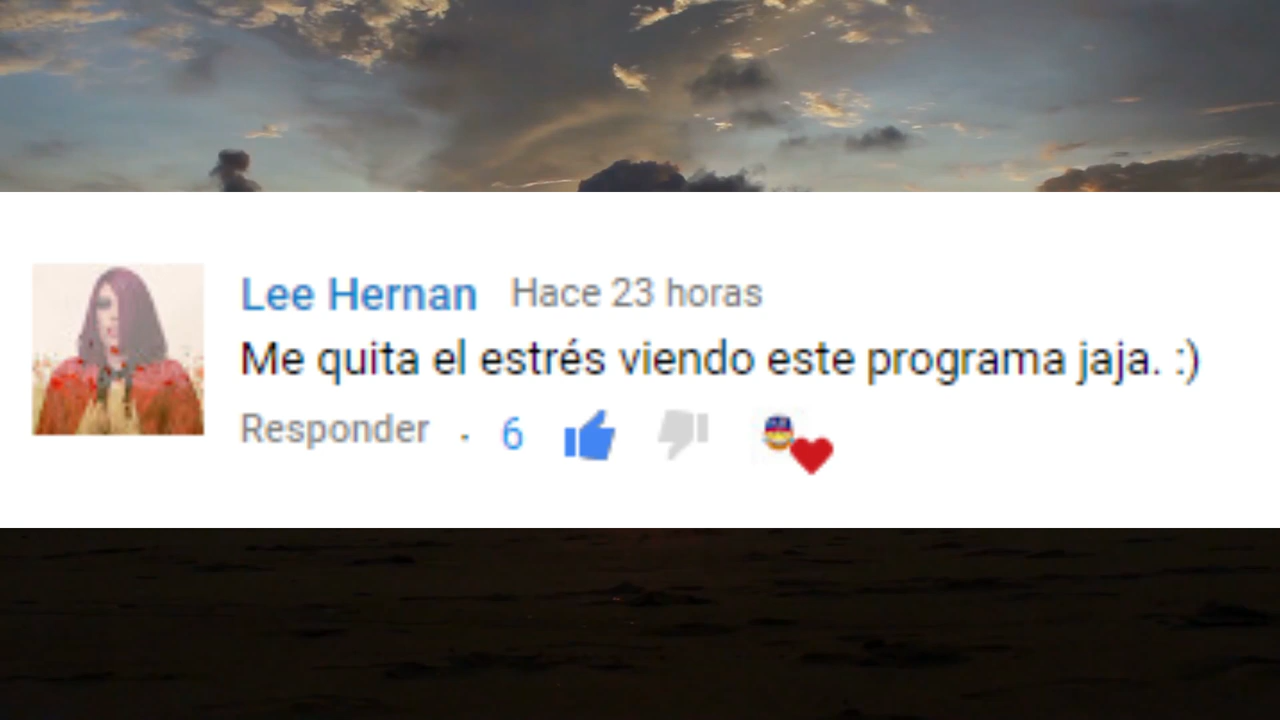 Lee Hernan Hace 23 horas
Me quita el estrés viendo este programa jaja. :)
Responder · 6